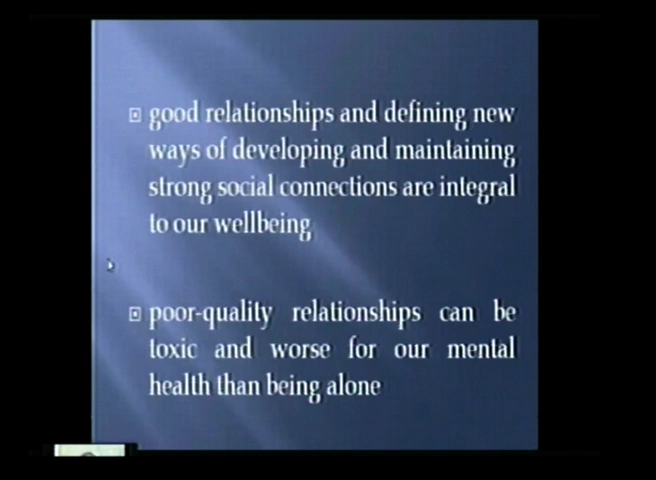 good relationships and defining new
ways of developing and maintaining
strong social connections are integral
to our wellbeing
poor-quality relationships can be
toxic and worse for our mental
health than being alone